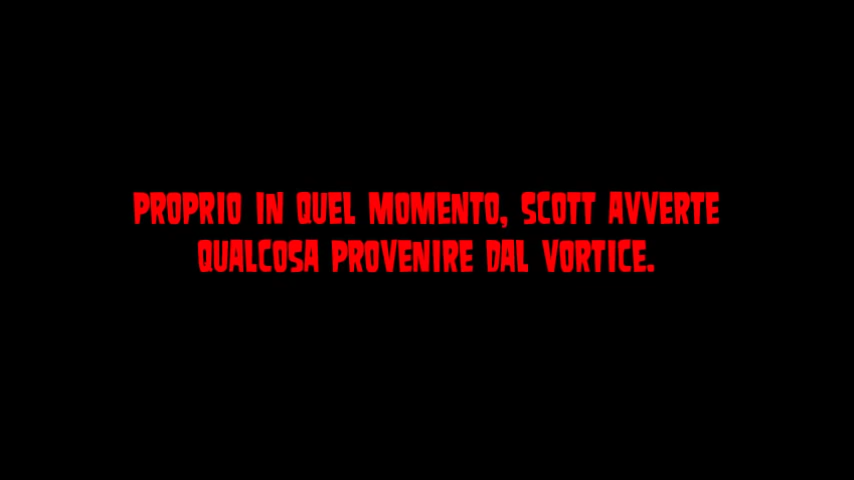 PROPRIO IN QUEL MOMENTO, SCOTT AVVERTE
QUALCOSA PROVENIRE DAL VORTICE.